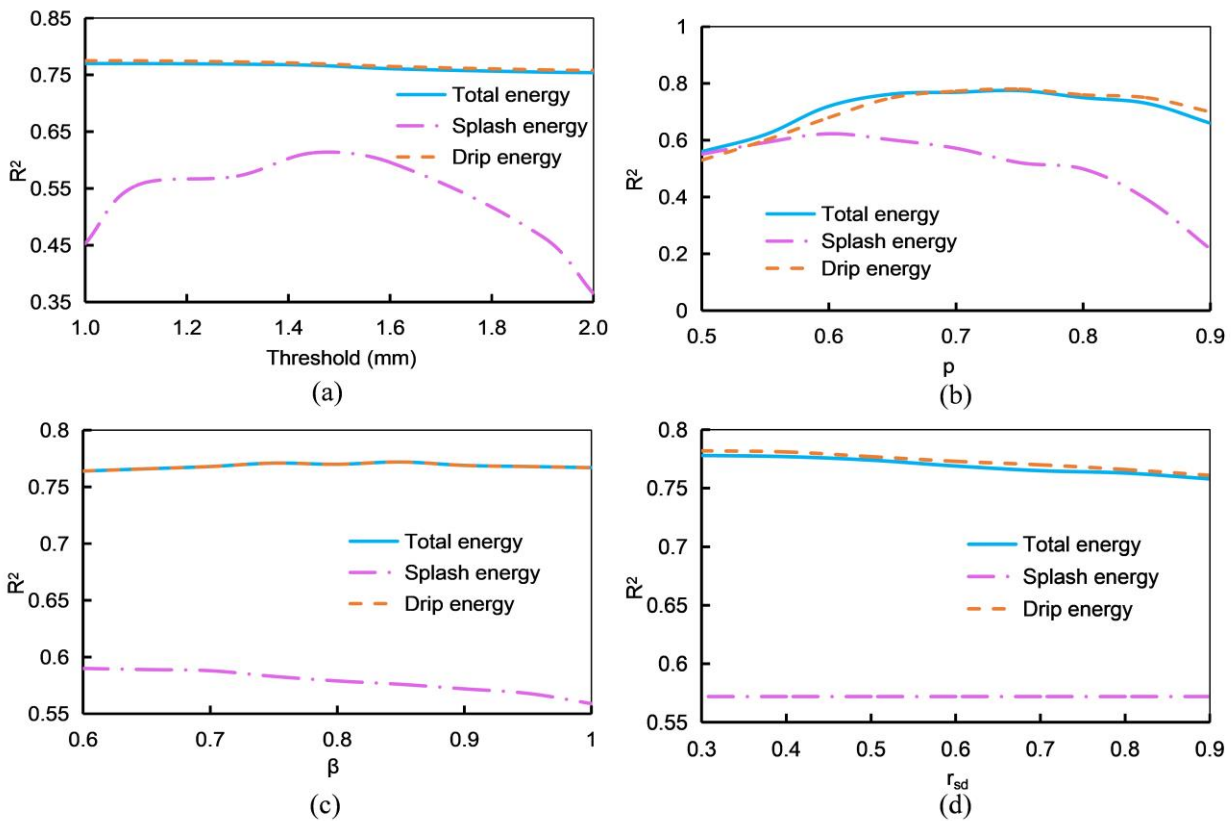 0.85
0.75
0.65
0.55
0.45
0.35
R²
1.0 1.2 1.4 1.6 1.8 2.0
Threshold (mm)
Total energy
Splash energy
Drip energy
(a)
1
0.8
0.6
0.4
0.2
0
R²
0.5 0.6 0.7 0.8 0.9
p
Total energy
Splash energy
Drip energy
(b)
0.8
0.75
0.7
0.65
0.6
0.55
R²
0.6 0.7 0.8 0.9 1
β
Total energy
Splash energy
Drip energy
(c)
0.8
0.75
0.7
0.65
0.6
0.55
R²
0.3 0.4 0.5 0.6 0.7 0.8 0.9
r_sd
Total energy
Splash energy
Drip energy
(d)